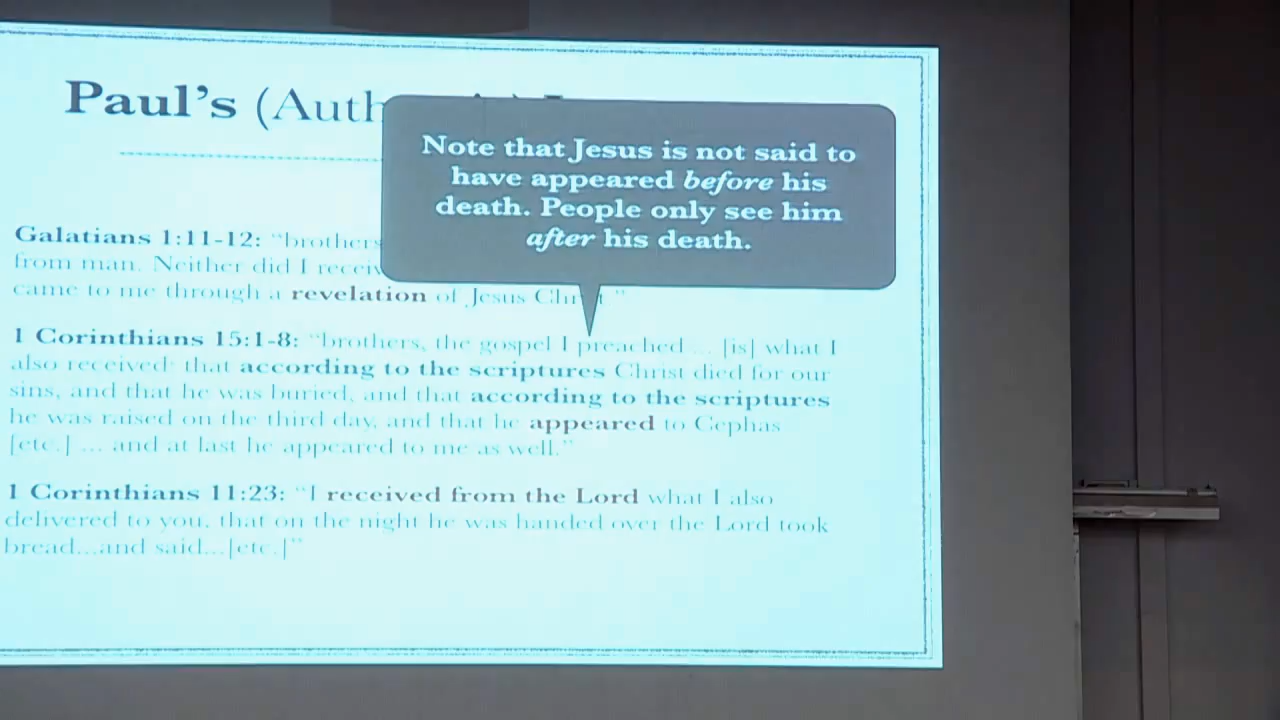 Paul's (Auth
Note that Jesus is not said to
have appeared before his
death. People only see him
after his death.
Galatians 1:11-12: “brothers
from man. Neither did I receiv
came to me through a revelation of Jesus Chr
1 Corinthians 15:1-8: “brothers, the gospel I preached ... [is] what I
also received: that according to the scriptures Christ died for our
sins, and that he was buried, and that according to the scriptures
he was raised on the third day, and that he appeared to Cephas
[etc.] ... and at last he appeared to me as well.”
1 Corinthians 11:23: “I received from the Lord what I also
delivered to you, that on the night he was handed over the Lord took
bread...and said...[etc.]”